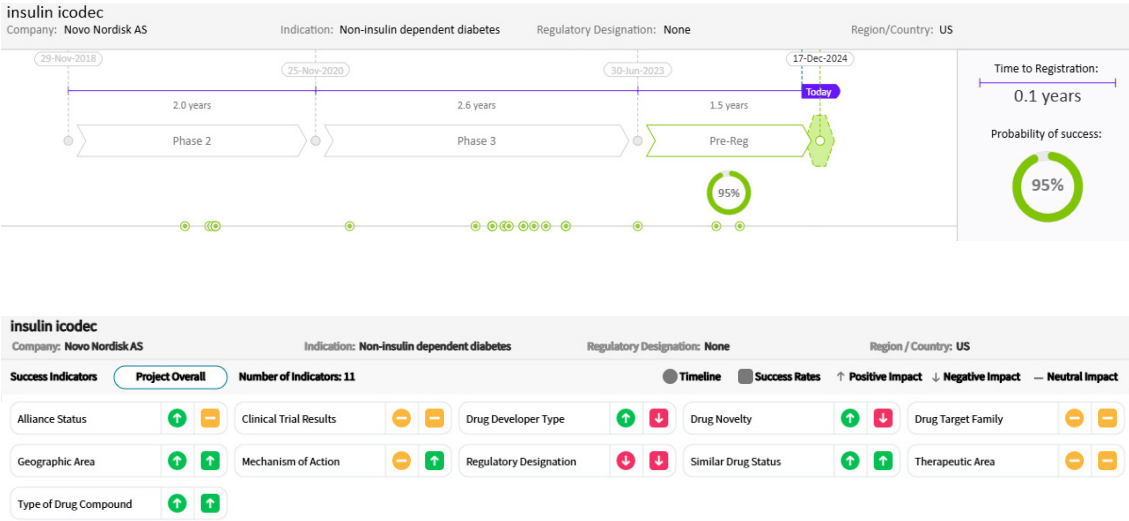 insulin icodec
Company: Novo Nordisk AS Indication: Non-insulin dependent diabetes Regulatory Designation: None Region/Country: US
29-Nov-2018 25-Nov-2020 30-Jun-2023 17-Dec-2024
Today
2.0 years 2.6 years 1.5 years
Phase 2 Phase 3 Pre-Reg
95%
Time to Registration:
0.1 years
Probability of success:
95%
insulin icodec
Company: Novo Nordisk AS Indication: Non-insulin dependent diabetes Regulatory Designation: None Region / Country: US
Success Indicators Project Overall Number of Indicators: 11 Timeline Success Rates ↑ Positive Impact ↓ Negative Impact — Neutral Impact
Alliance Status Clinical Trial Results Drug Developer Type Drug Novelty Drug Target Family
Geographic Area Mechanism of Action Regulatory Designation Similar Drug Status Therapeutic Area
Type of Drug Compound